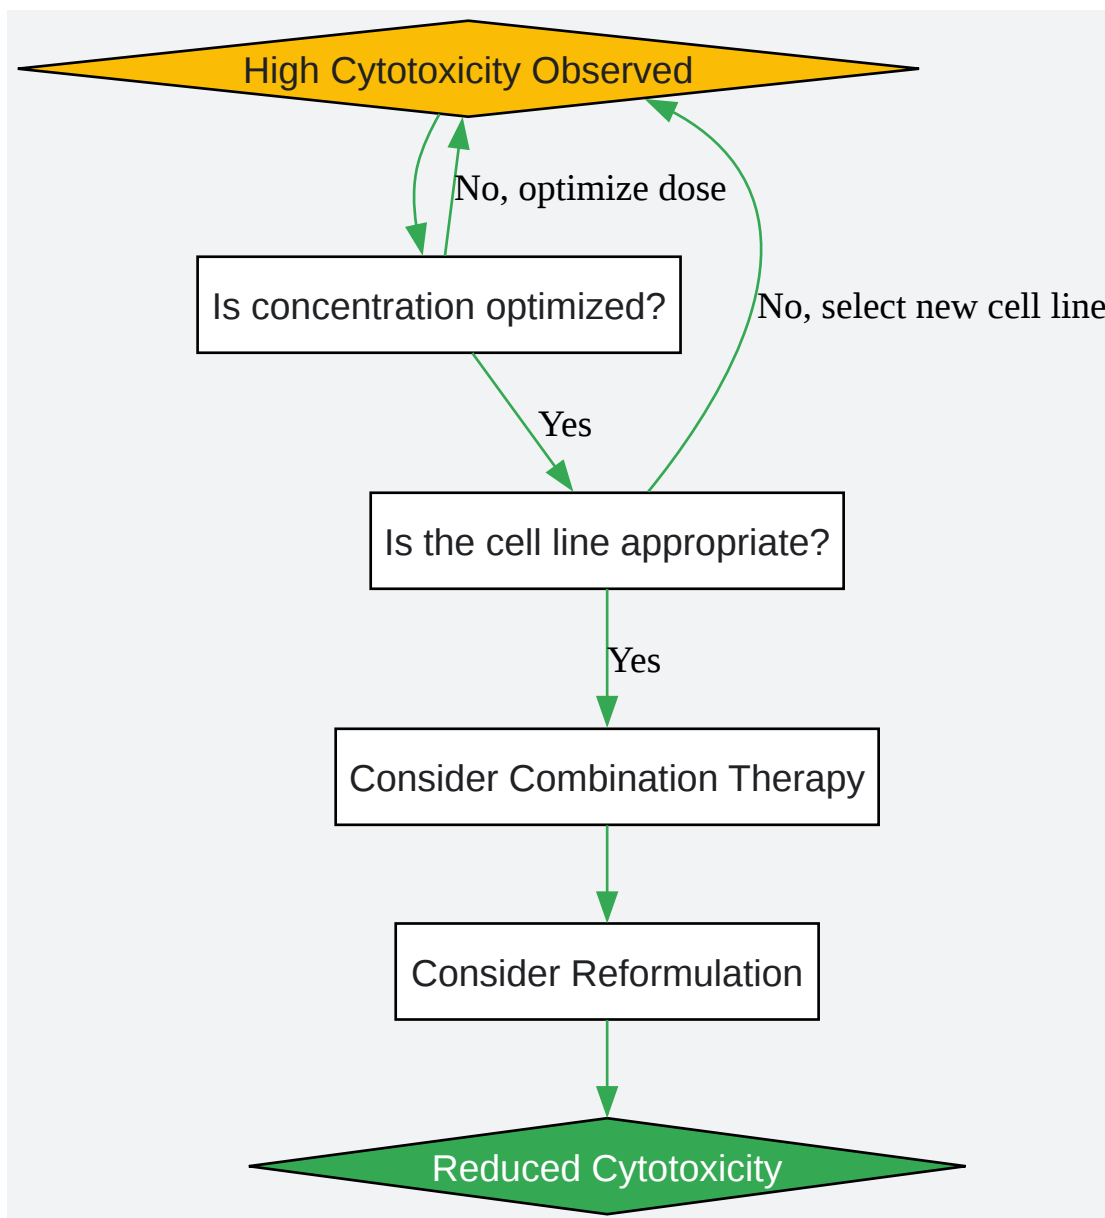 High Cytotoxicity Observed
No, optimize dose
Is concentration optimized?
No, select new cell line
Yes
Is the cell line appropriate?
Yes
Consider Combination Therapy
Consider Reformulation
Reduced Cytotoxicity